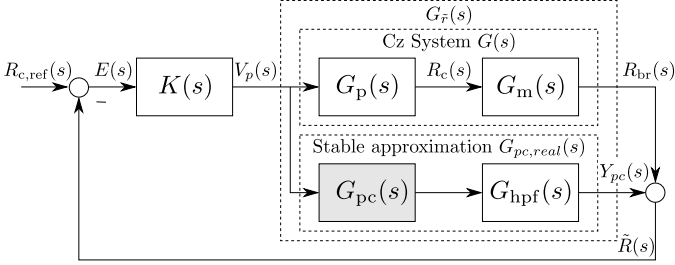 G_{\tilde{r}}(s)
Cz System G(s)
R_{c,ref}(s) E(s) K(s) V_p(s) G_p(s) R_c(s) G_m(s) R_{br}(s)
−
Stable approximation G_{pc,real}(s)
G_{pc}(s) G_{hpf}(s) Y_{pc}(s)
\tilde{R}(s)